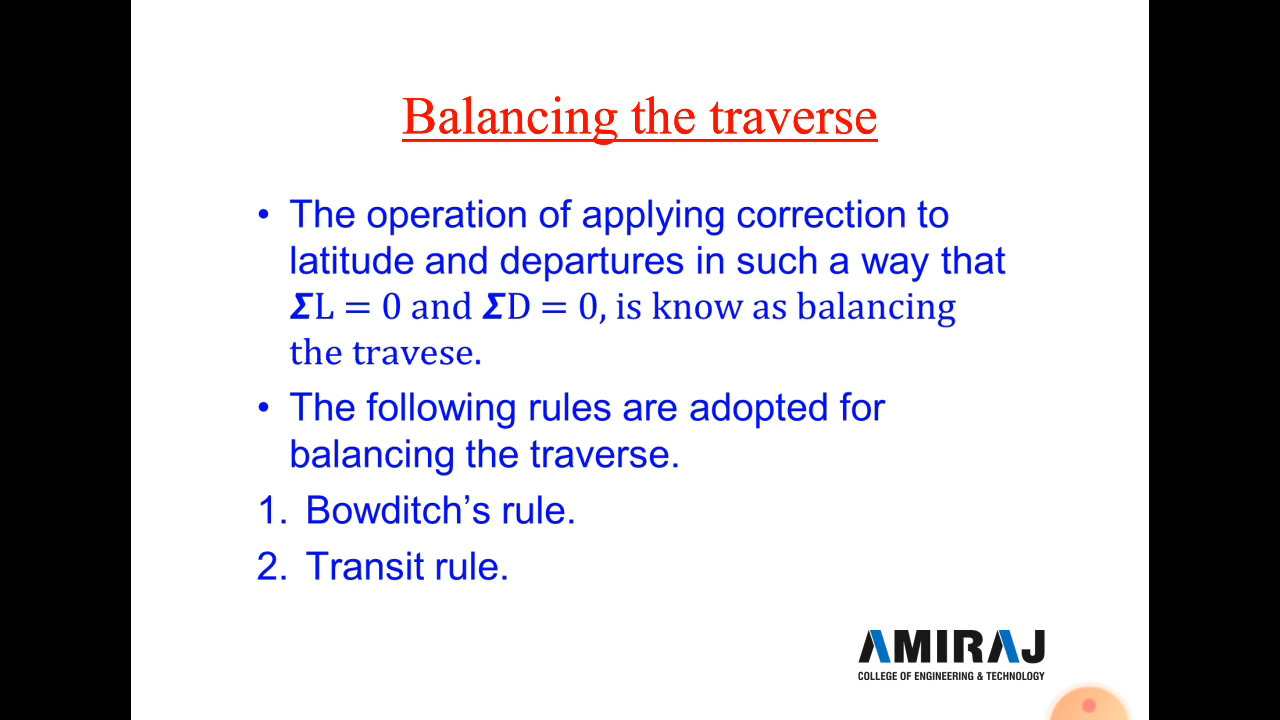 Balancing the traverse
• The operation of applying correction to
latitude and departures in such a way that
ΣL = 0 and ΣD = 0, is know as balancing
the travese.
• The following rules are adopted for
balancing the traverse.
1. Bowditch’s rule.
2. Transit rule.
AMIRAJ
COLLEGE OF ENGINEERING & TECHNOLOGY